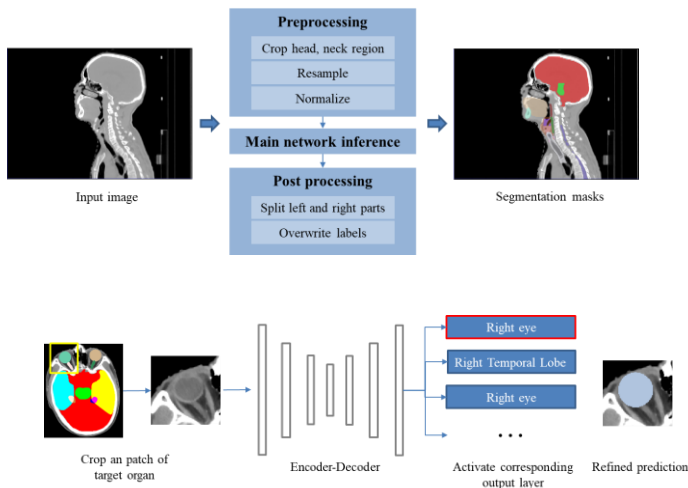 Preprocessing
Crop head, neck region
Resample
Normalize
Main network inference
Post processing
Split left and right parts
Overwrite labels
Input image
Segmentation masks
Right eye
Right Temporal Lobe
Right eye
...
Crop an patch of
target organ
Encoder-Decoder
Activate corresponding
output layer
Refined prediction